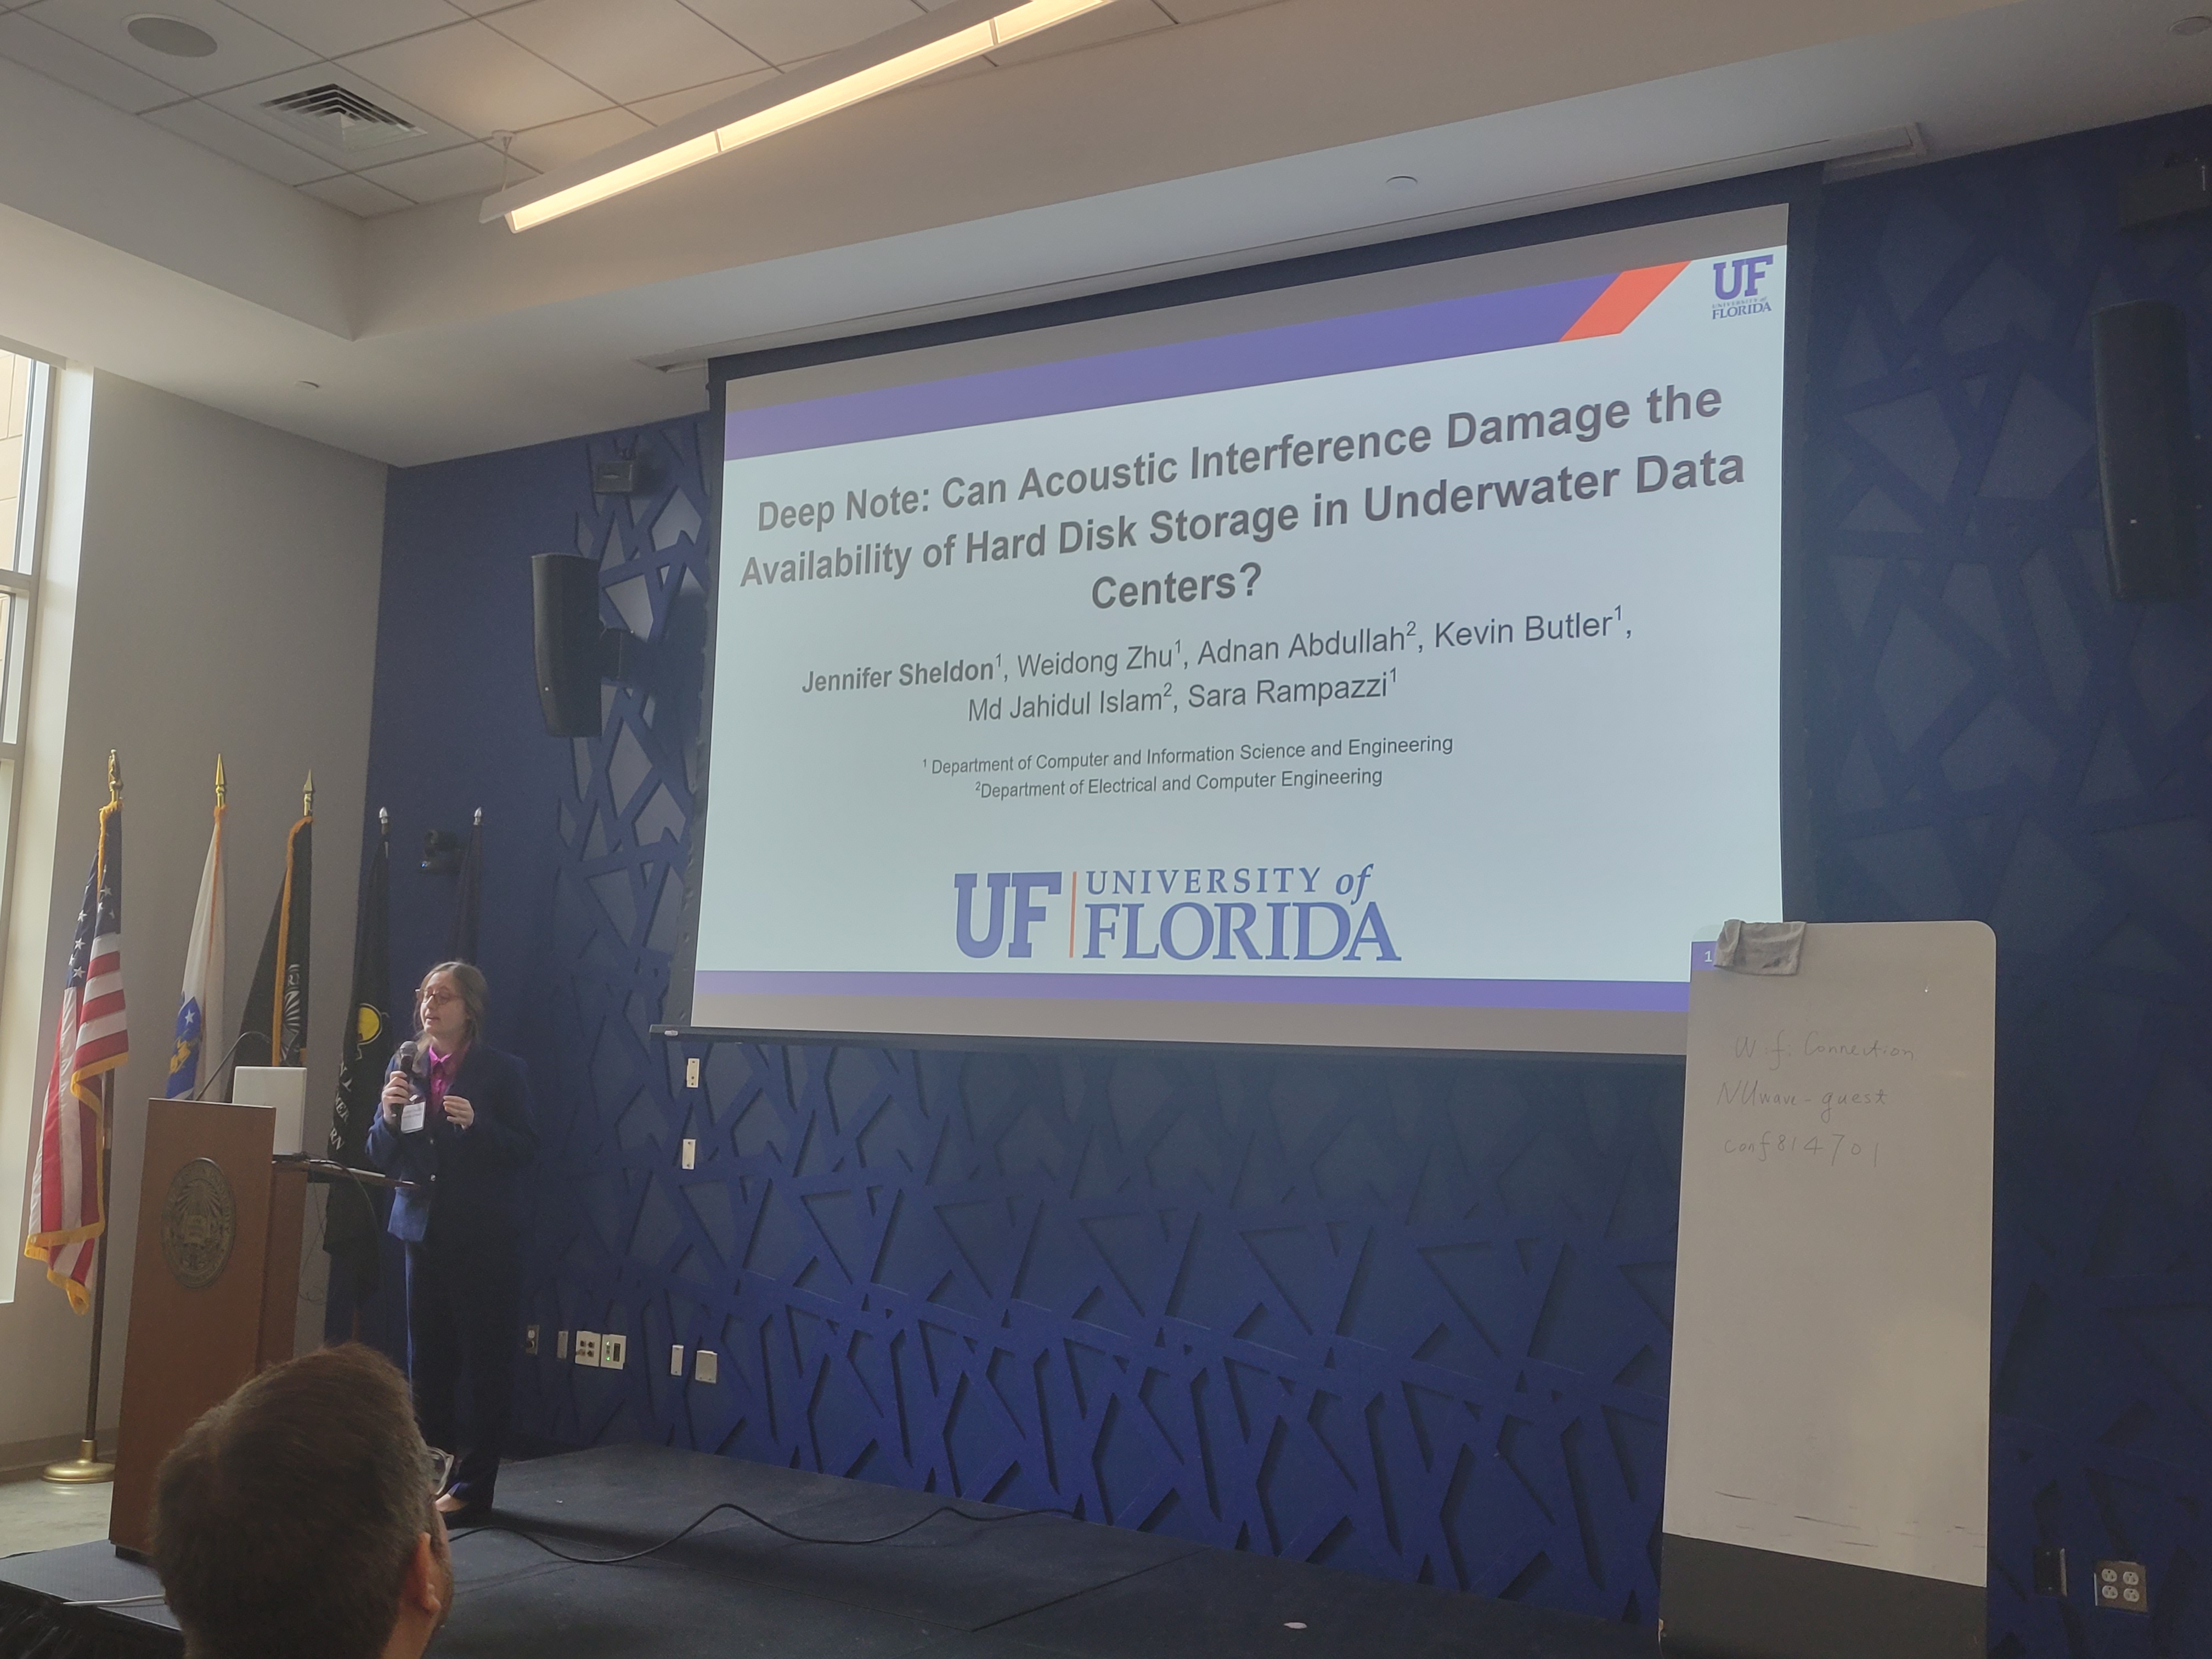 UF
UNIVERSITY of
FLORIDA
Deep Note: Can Acoustic Interference Damage the
Availability of Hard Disk Storage in Underwater Data
Centers?
Jennifer Sheldon¹, Weidong Zhu¹, Adnan Abdullah², Kevin Butler¹,
Md Jahidul Islam², Sara Rampazzi¹
¹ Department of Computer and Information Science and Engineering
²Department of Electrical and Computer Engineering
UF UNIVERSITY of
FLORIDA
1
Wifi Connection
NUwave-guest
conf814701